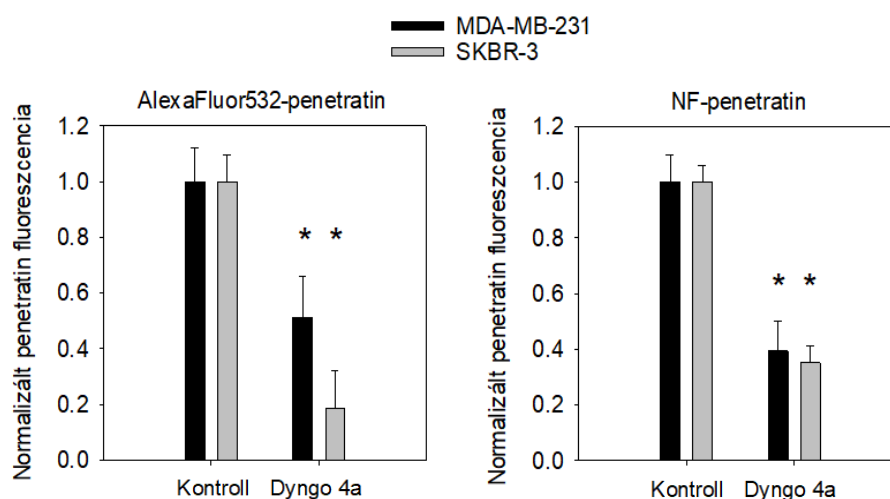 MDA-MB-231
SKBR-3
AlexaFluor532-penetratin
Normalizált penetratin fluoreszcencia
1.2
1.0
0.8
0.6
0.4
0.2
0.0
* *
Kontroll Dyngo 4a
NF-penetratin
Normalizált penetratin fluoreszcencia
1.2
1.0
0.8
0.6
0.4
0.2
0.0
* *
Kontroll Dyngo 4a